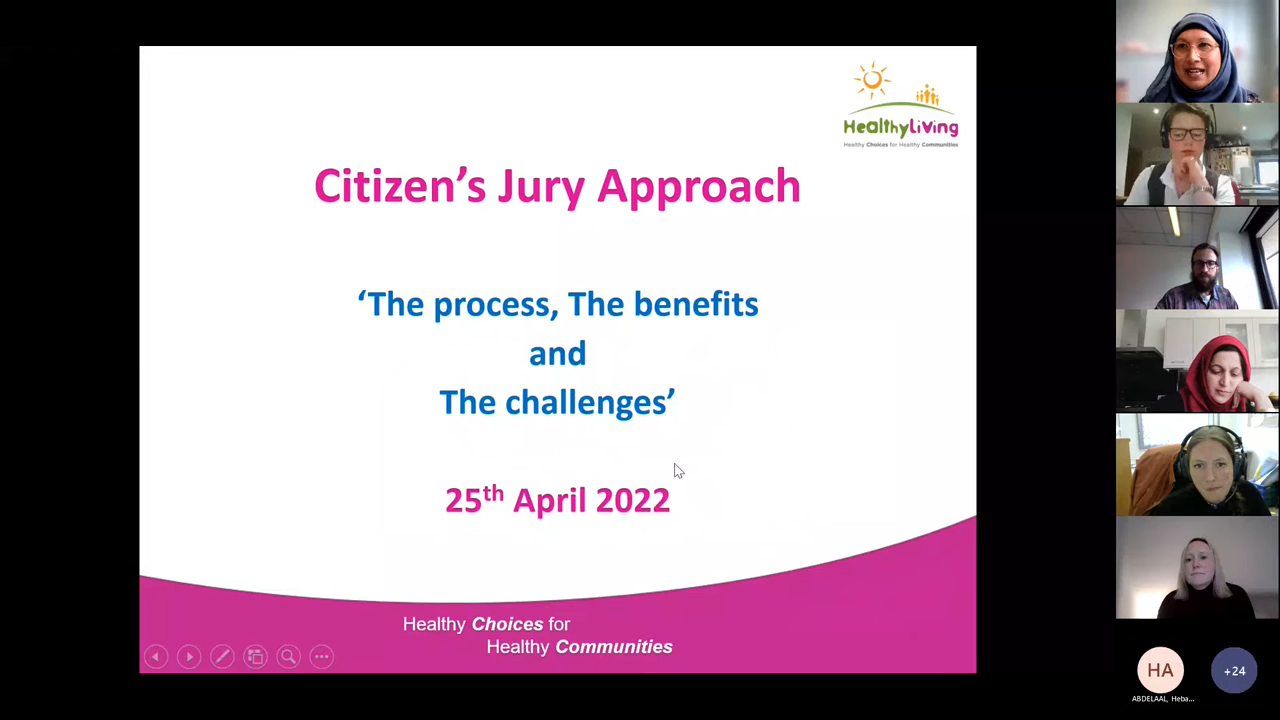 HealthyLiving
Healthy Choices for Healthy Communities
Citizen’s Jury Approach
‘The process, The benefits
and
The challenges’
25th April 2022
Healthy Choices for
Healthy Communities
HA
+24
ABDELAAL, Heba...